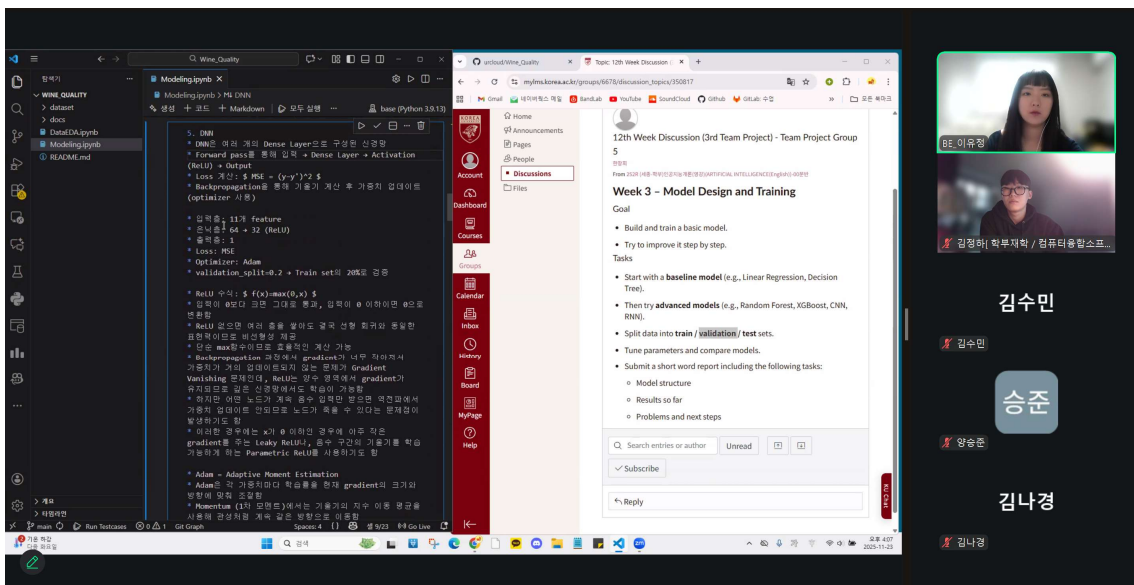 Wine_Quality
탐색기
WINE_QUALITY
> dataset
> docs
DataEDA.ipynb
Modeling.ipynb
README.md
> 개요
> 타임라인
Modeling.ipynb ×
Modeling.ipynb > M↓ DNN
생성 + 코드 + Markdown | 모두 실행 ···
base (Python 3.9.13)
5. DNN
* DNN은 여러 개의 Dense Layer으로 구성된 신경망
* Forward pass를 통해 입력 → Dense Layer → Activation
(ReLU) → Output
* Loss 계산: $ MSE = (y-y')^2 $
* Backpropagation을 통해 기울기 계산 후 가중치 업데이트
(optimizer 사용)
* 입력층: 11개 feature
* 은닉층: 64 → 32 (ReLU)
* 출력층: 1
* Loss: MSE
* Optimizer: Adam
* validation_split=0.2 → Train set의 20%로 검증
* ReLU 수식: $ f(x)=max(0,x) $
* 입력이 0보다 크면 그대로 통과, 입력이 0 이하이면 0으로
변환함
* ReLU 없으면 여러 층을 쌓아도 결국 선형 회귀와 동일한
표현력이므로 비선형성 제공
* 단순 max함수이므로 효율적인 계산 가능
* Backpropagation 과정에서 gradient가 너무 작아져서
가중치가 거의 업데이트되지 않는 문제가 Gradient
Vanishing 문제인데, ReLU는 양수 영역에서 gradient가
유지되므로 깊은 신경망에서도 학습이 가능함
* 하지만 어떤 노드가 계속 음수 입력만 받으면 역전파에서
가중치 업데이트 안되므로 노드가 죽을 수 있다는 문제점이
발생하기도 함
* 이러한 경우에는 x가 0 이하인 경우에 아주 작은
gradient를 주는 Leaky ReLU나, 음수 구간의 기울기를 학습
가능하게 하는 Parametric ReLU를 사용하기도 함
* Adam = Adaptive Moment Estimation
* Adam은 각 가중치마다 학습률을 현재 gradient의 크기와
방향에 맞춰 조절함
* Momentum (1차 모멘트)에서는 기울기의 지수 이동 평균을
사용해 관성처럼 계속 같은 방향으로 이동함
main Run Testcases 0 1 Git Graph
Spaces: 4 {} 셀 9/23 Go Live
urcloud/Wine_Quality ×
Topic: 12th Week Discussion ( × +
mylms.korea.ac.kr/groups/6678/discussion_topics/350817
Gmail 네이버웍스 메일 BandLab YouTube SoundCloud GitHub GitLab: 수업 » 모든 북마크
KOREA
Account
Dashboard
Courses
Groups
Calendar
Inbox
History
Board
MyPage
Help
Home
Announcements
Pages
People
Discussions
Files
12th Week Discussion (3rd Team Project) - Team Project Group
5
Week 3 – Model Design and Training
Goal
• Build and train a basic model.
• Try to improve it step by step.
Tasks
• Start with a baseline model (e.g., Linear Regression, Decision
Tree).
• Then try advanced models (e.g., Random Forest, XGBoost, CNN,
RNN).
• Split data into train / validation / test sets.
• Tune parameters and compare models.
• Submit a short word report including the following tasks:
○ Model structure
○ Results so far
○ Problems and next steps
Search entries or author
Unread
Subscribe
Reply
KU Chat
기온 하강
다음 화요일
검색
오후 4:07
2025-11-23
BE_이유정
김정하[ 학부재학 / 컴퓨터융합소프...
김수민
김수민
승준
양승준
김나경
김나경